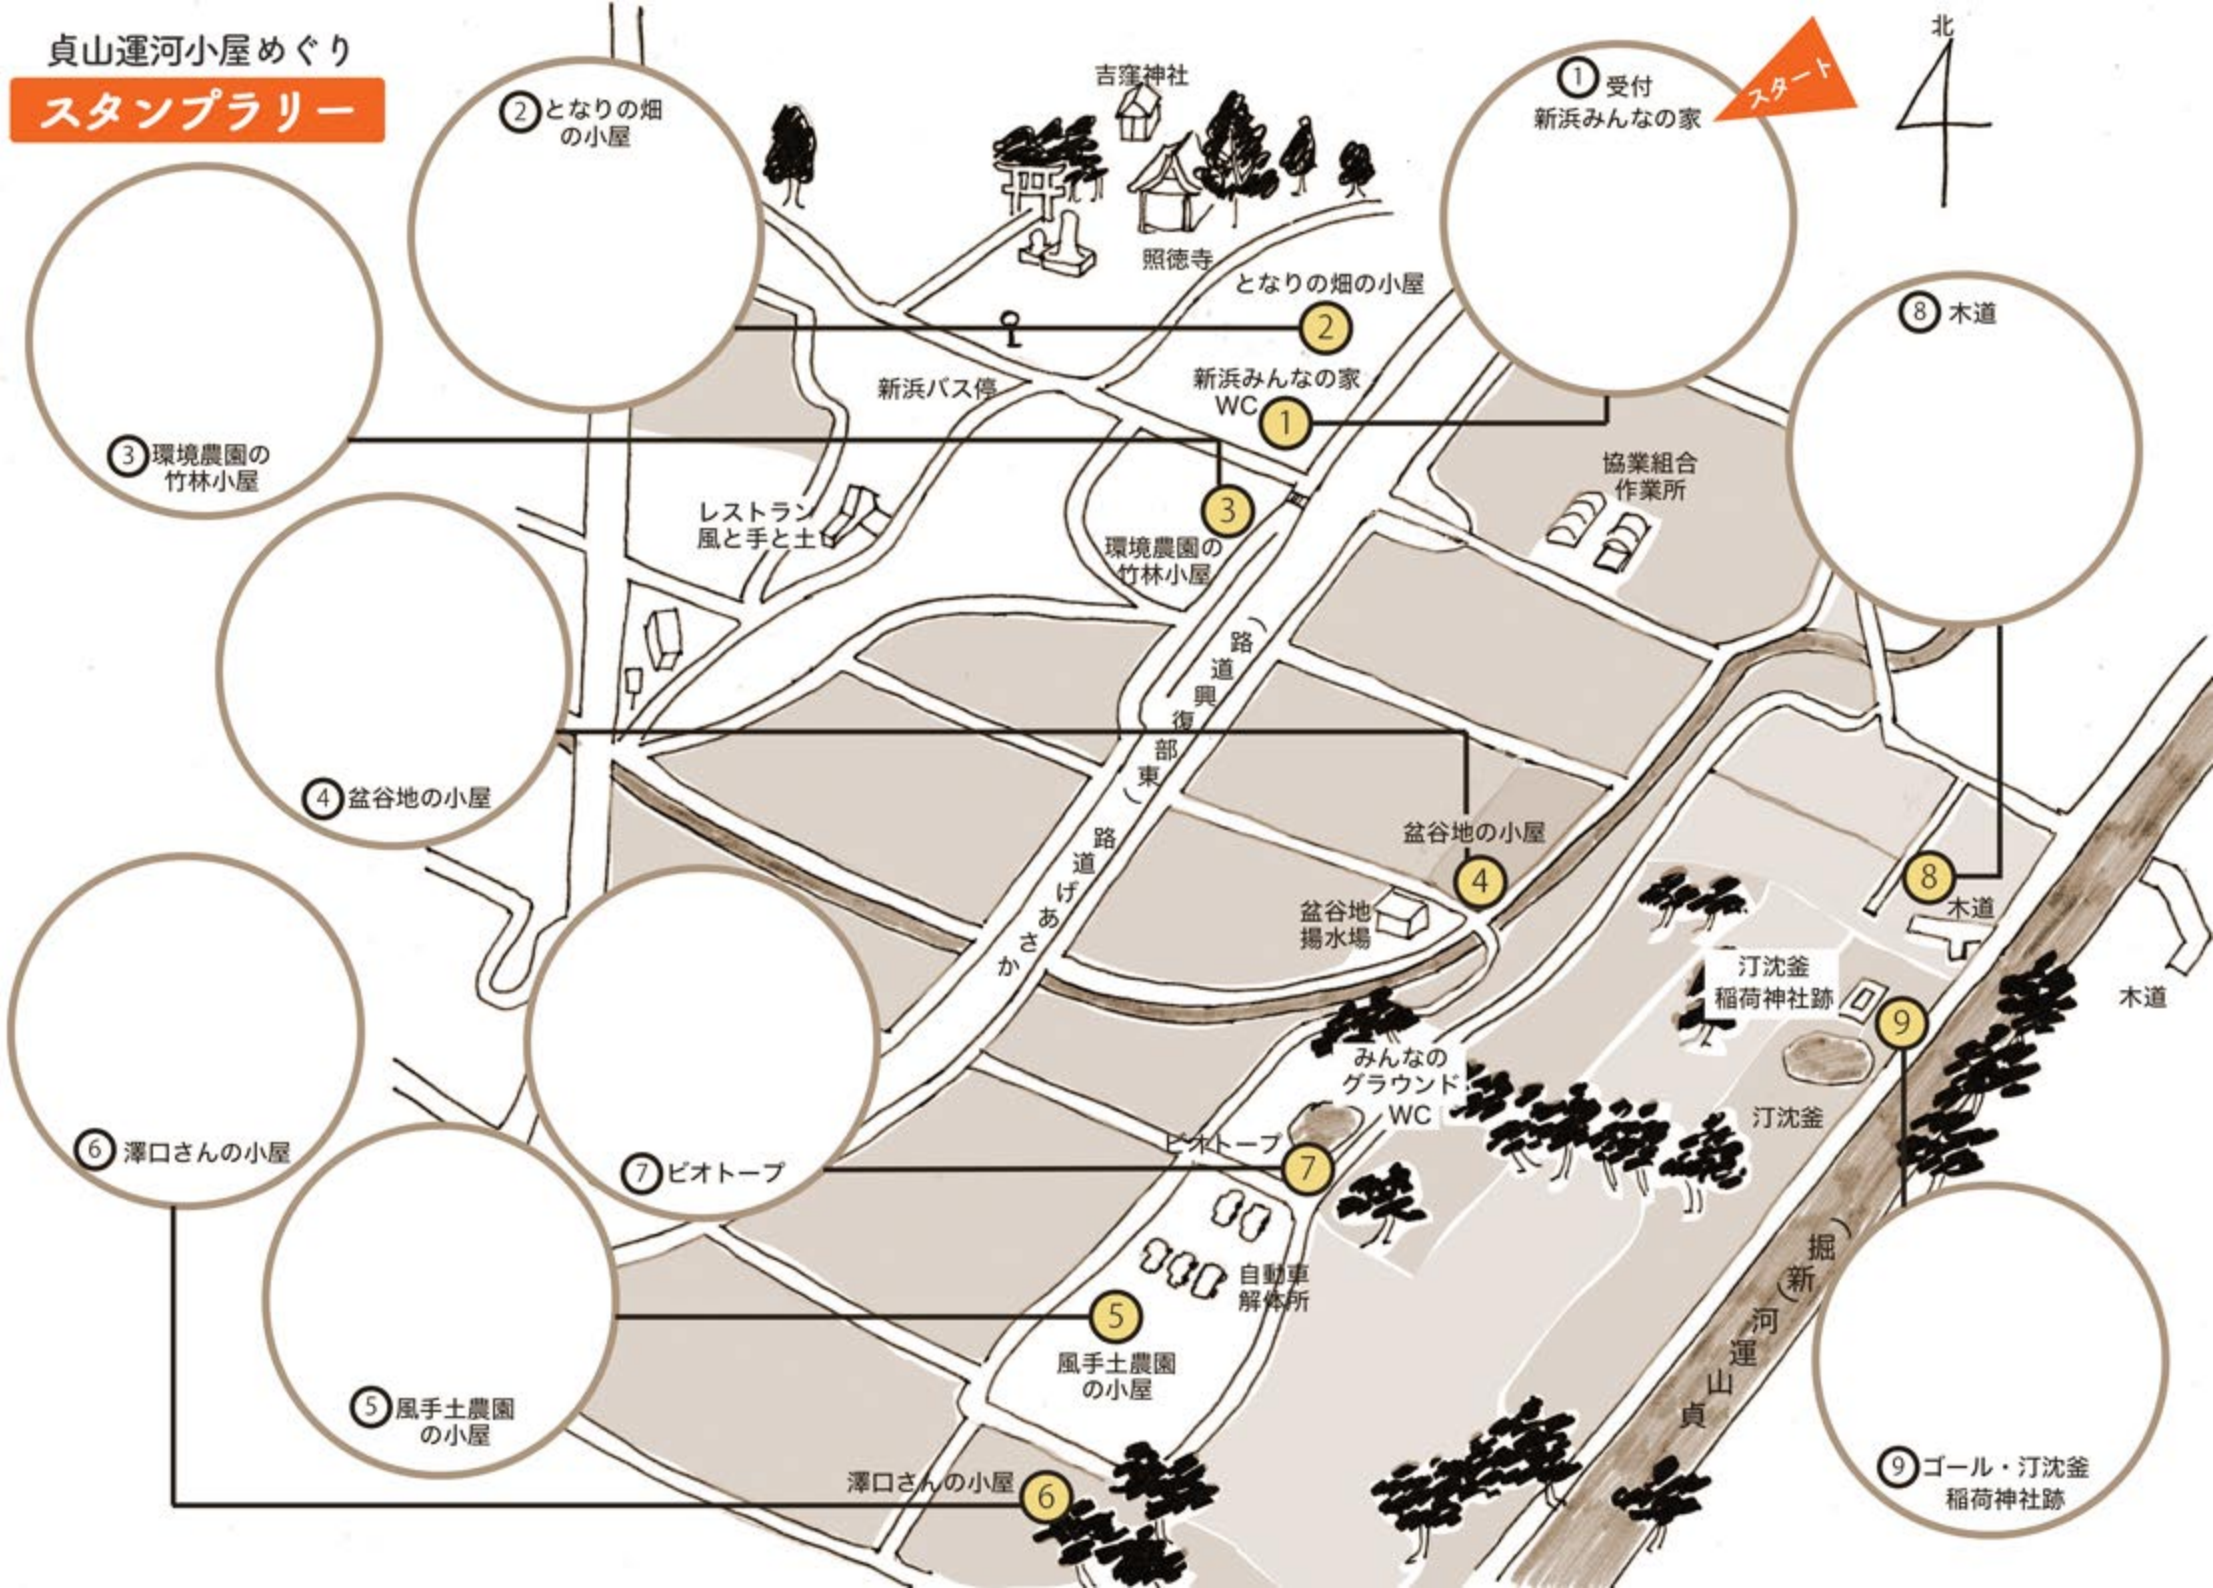 貞山運河小屋めぐり
スタンプラリー
北
スタート
① 受付
新浜みんなの家
② となりの畑
の小屋
③ 環境農園の
竹林小屋
④ 盆谷地の小屋
⑥ 澤口さんの小屋
⑤ 風手土農園
の小屋
⑦ ビオトープ
⑧ 木道
⑨ ゴール・汀沈釜
稲荷神社跡
吉窪神社
照徳寺
となりの畑の小屋
2
新浜バス停
新浜みんなの家
WC
1
協業組合
作業所
レストラン
風と手と土
3
環境農園の
竹林小屋
かさあげ道路(東部復興道路)
盆谷地の小屋
4
盆谷地
揚水場
8
木道
木道
汀沈釜
稲荷神社跡
9
汀沈釜
みんなの
グラウンド
WC
ビオトープ
7
自動車
解体所
5
風手土農園
の小屋
澤口さんの小屋
6
貞山運河(新掘)